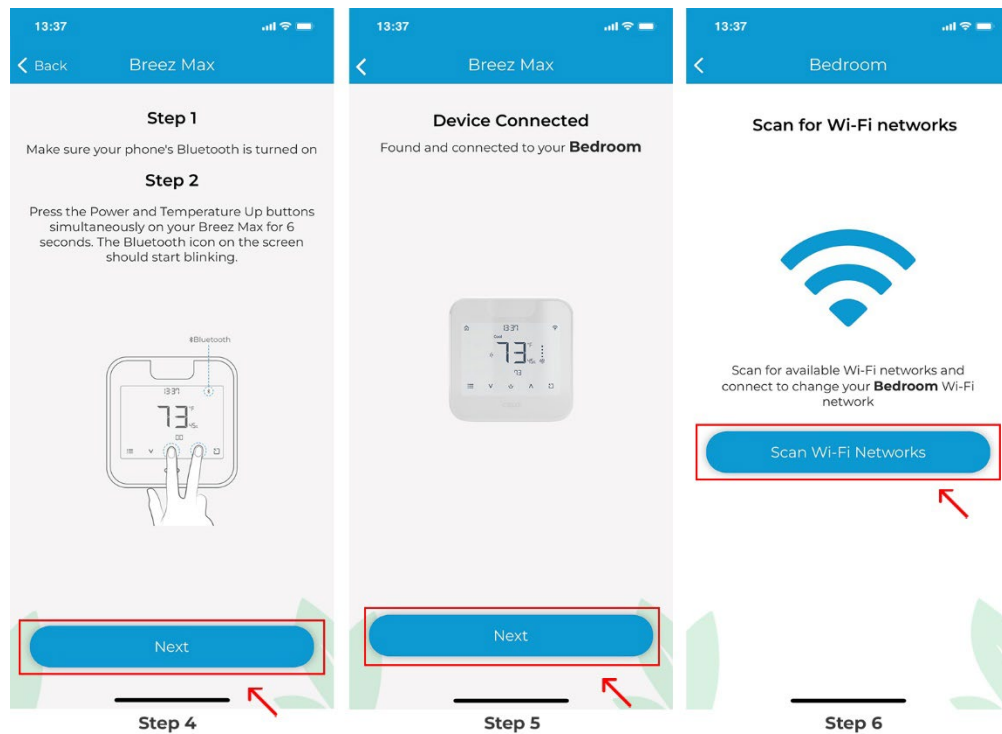 13:37
Back
Breez Max
Step 1
Make sure your phone's Bluetooth is turned on
Step 2
Press the Power and Temperature Up buttons
simultaneously on your Breez Max for 6
seconds. The Bluetooth icon on the screen
should start blinking.
Bluetooth
13:37
73
°F
45%
Next
Step 4
13:37
Breez Max
Device Connected
Found and connected to your Bedroom
13:37
Cool
73
°F
45%
73
Next
Step 5
13:37
Bedroom
Scan for Wi-Fi networks
Scan for available Wi-Fi networks and
connect to change your Bedroom Wi-Fi
network
Scan Wi-Fi Networks
Step 6